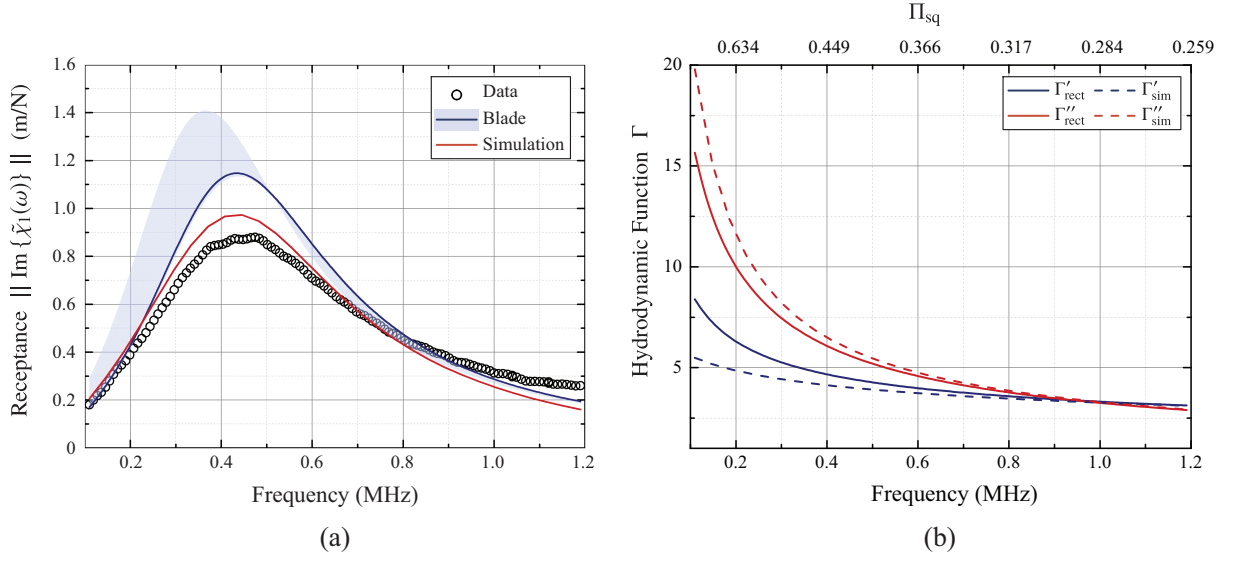 1.6
1.4
1.2
1.0
0.8
0.6
0.4
0.2
0
Receptance || Im {χ̃₁(ω)} || (m/N)
Data
Blade
Simulation
0.2 0.4 0.6 0.8 1.0 1.2
Frequency (MHz)
(a)
Π_sq
0.634 0.449 0.366 0.317 0.284 0.259
20
15
10
5
Hydrodynamic Function Γ
Γ′_rect Γ′_sim
Γ″_rect Γ″_sim
0.2 0.4 0.6 0.8 1.0 1.2
Frequency (MHz)
(b)